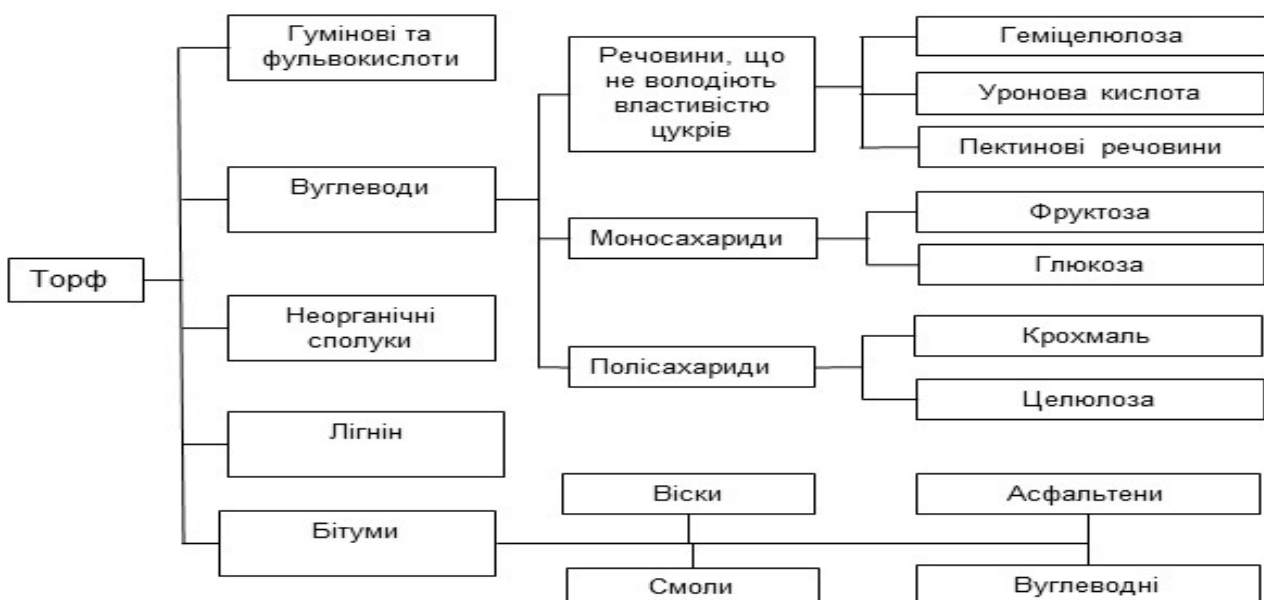 Гумінові та
фульвокислоти
Речовини, що
не володіють
властивістю
цукрів
Геміцелюлоза
Уронова кислота
Пектинові речовини
Вуглеводи
Моносахариди
Фруктоза
Глюкоза
Торф
Неорганічні
сполуки
Полісахариди
Крохмаль
Целюлоза
Лігнін
Бітуми
Віски
Асфальтени
Смоли
Вуглеводні